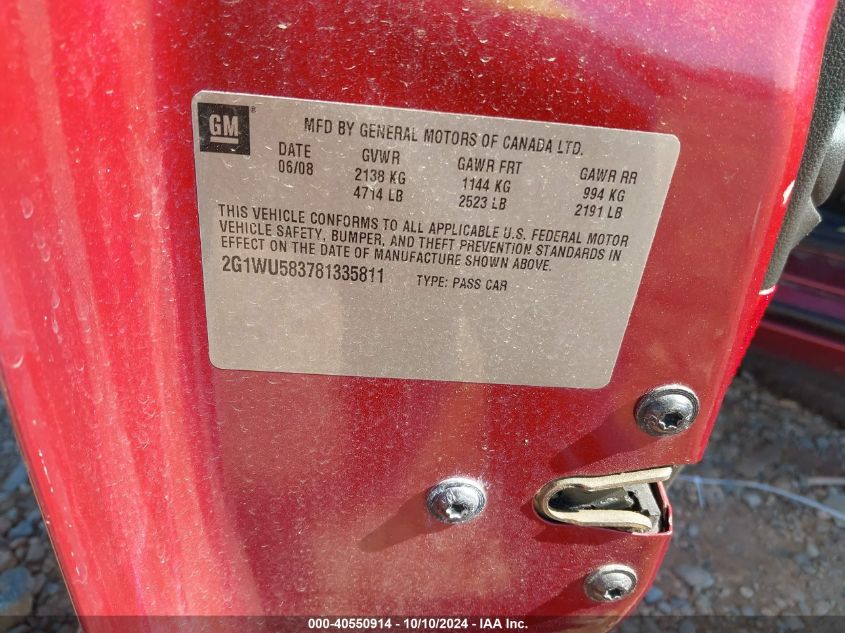 GM ®
MFD BY GENERAL MOTORS OF CANADA LTD.
DATE GVWR GAWR FRT GAWR RR
06/08 2138 KG 1144 KG 994 KG
4714 LB 2523 LB 2191 LB
THIS VEHICLE CONFORMS TO ALL APPLICABLE U.S. FEDERAL MOTOR
VEHICLE SAFETY, BUMPER, AND THEFT PREVENTION STANDARDS IN
EFFECT ON THE DATE OF MANUFACTURE SHOWN ABOVE.
2G1WU583781335811 TYPE: PASS CAR
000-40550914 - 10/10/2024 - IAA Inc.